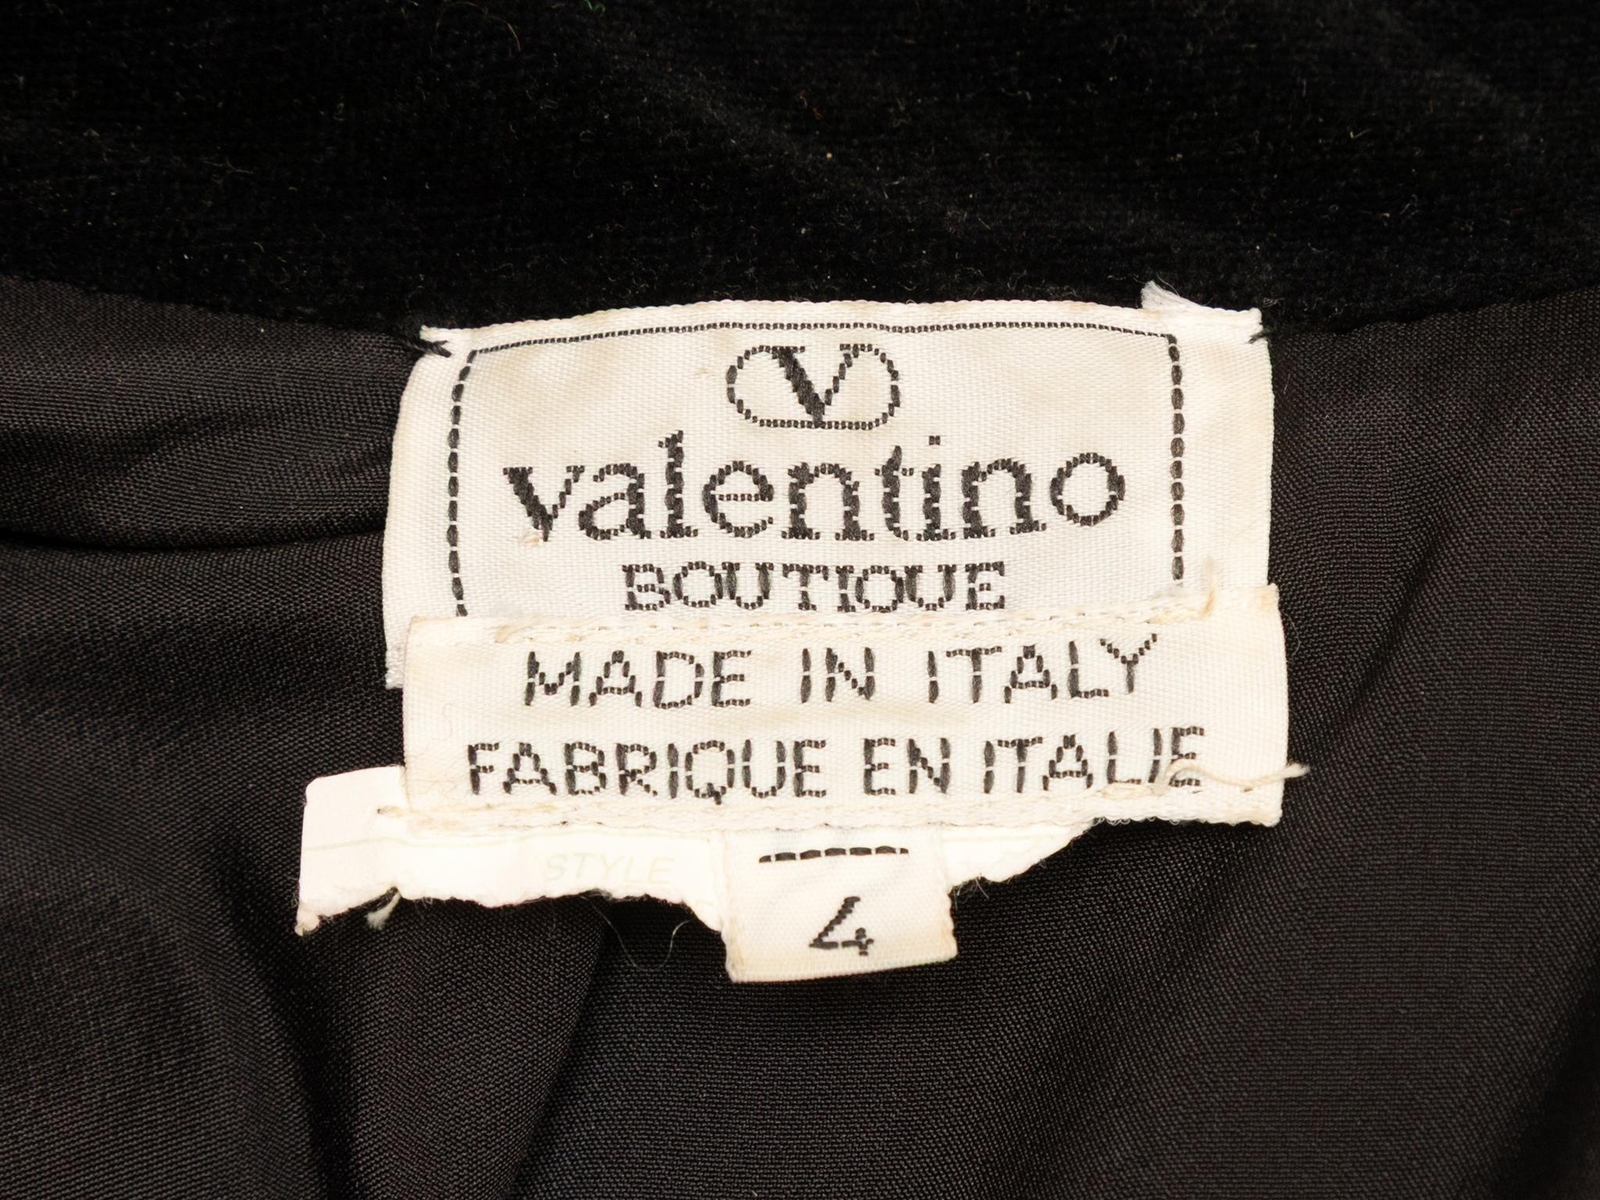 V
valentino
BOUTIQUE
MADE IN ITALY
FABRIQUE EN ITALIE
STYLE
4